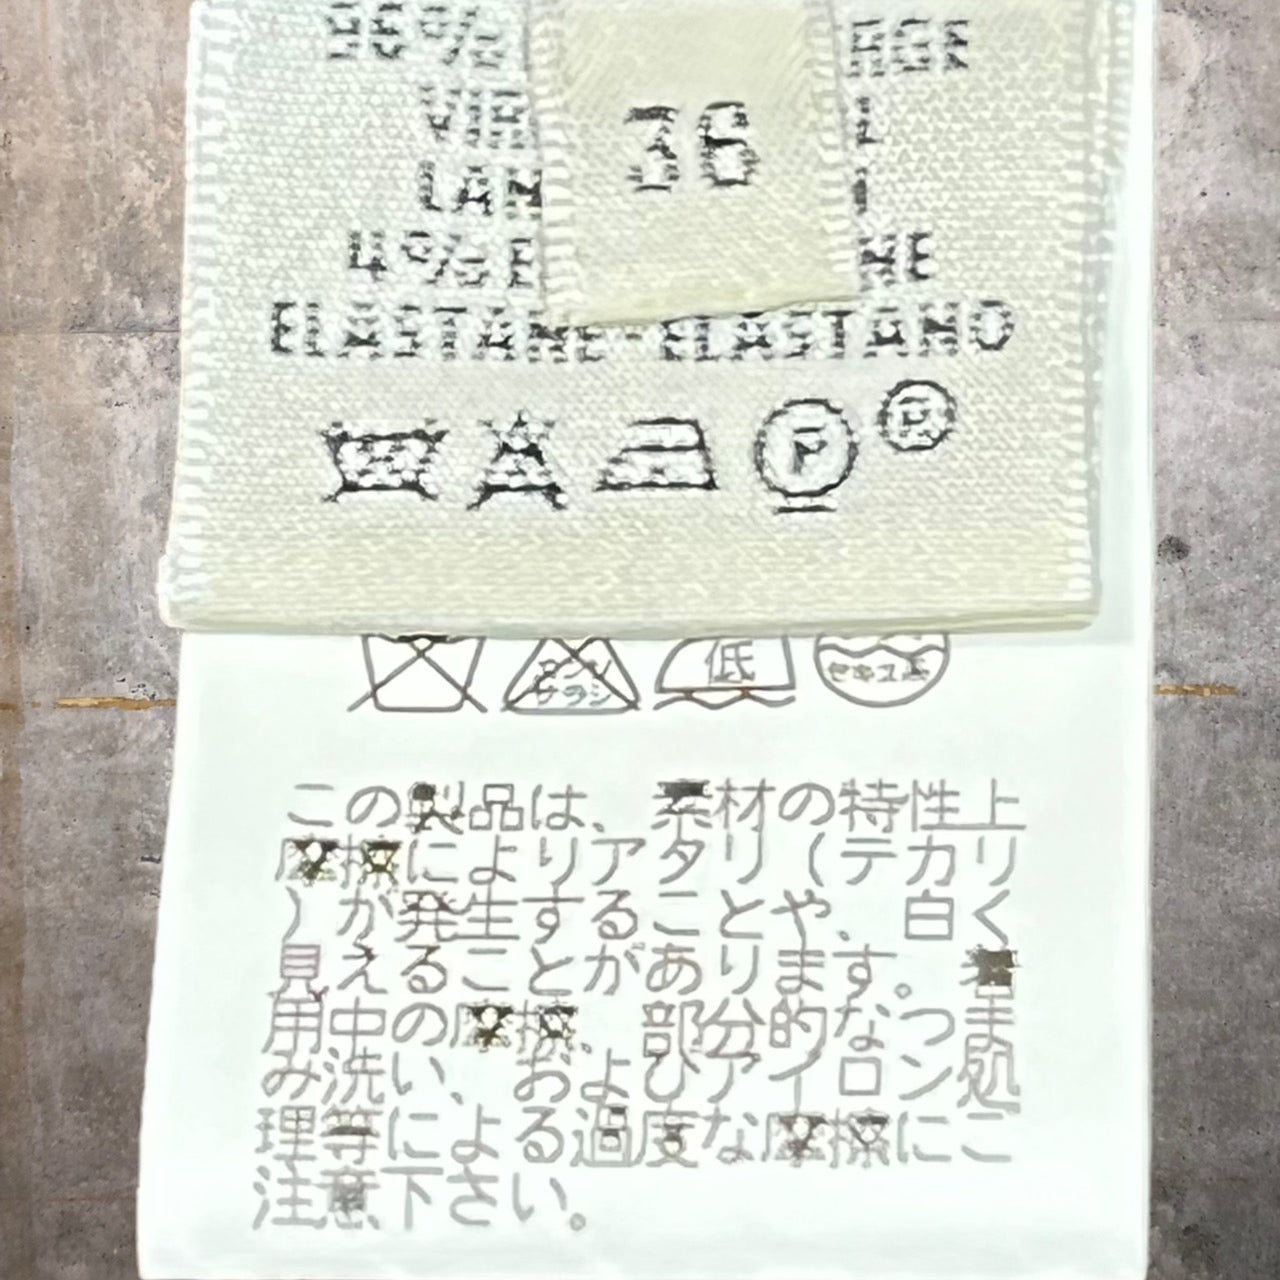 36
4%
ELASTANE ELASTANO
P
低
この製品は、素材の特性上
摩擦によりアタリ(テカリ
)が発生することや、白く
見えることがあります。着
用中の摩擦、部分的なつま
み洗い、およびアイロン処
理等による過度な摩擦にご
注意下さい。